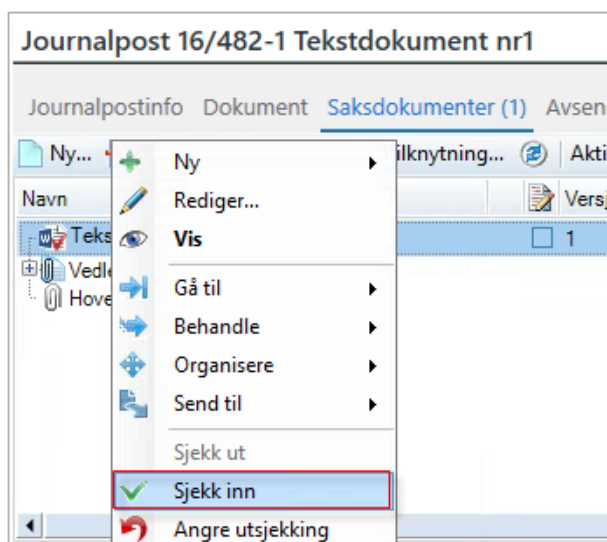 Journalpost 16/482-1 Tekstdokument nr1
Journalpostinfo Dokument Saksdokumenter (1) Avsen
Ny... ilknytning... Akti
Navn Versj
Teks 1
Vedle
Hove
Ny
Rediger...
Vis
Gå til
Behandle
Organisere
Send til
Sjekk ut
Sjekk inn
Angre utsjekking